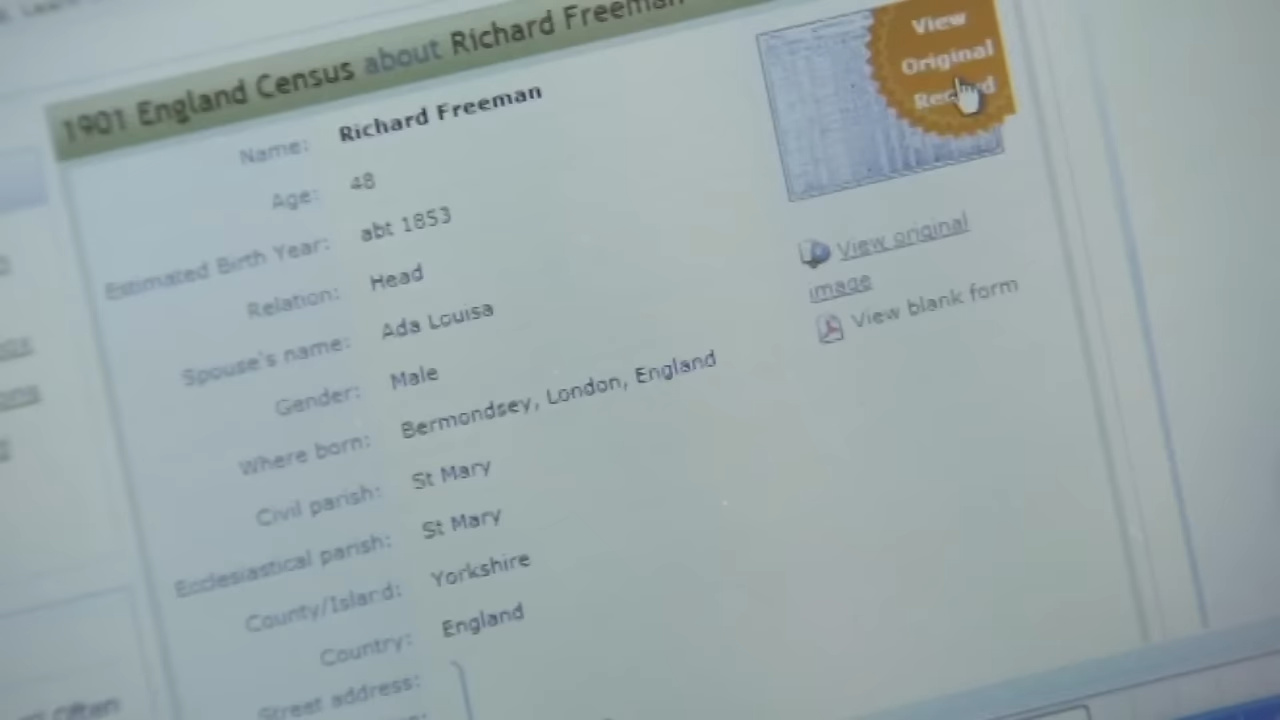 1901 England Census about Richard Freeman
Name: Richard Freeman
Age: 48
Estimated Birth Year: abt 1853
Relation: Head
Spouse's name: Ada Louisa
Gender: Male
Where born: Bermondsey, London, England
Civil parish: St Mary
Ecclesiastical parish: St Mary
County/Island: Yorkshire
Country: England
Street address:
View
Original
Record
View original
image
View blank form